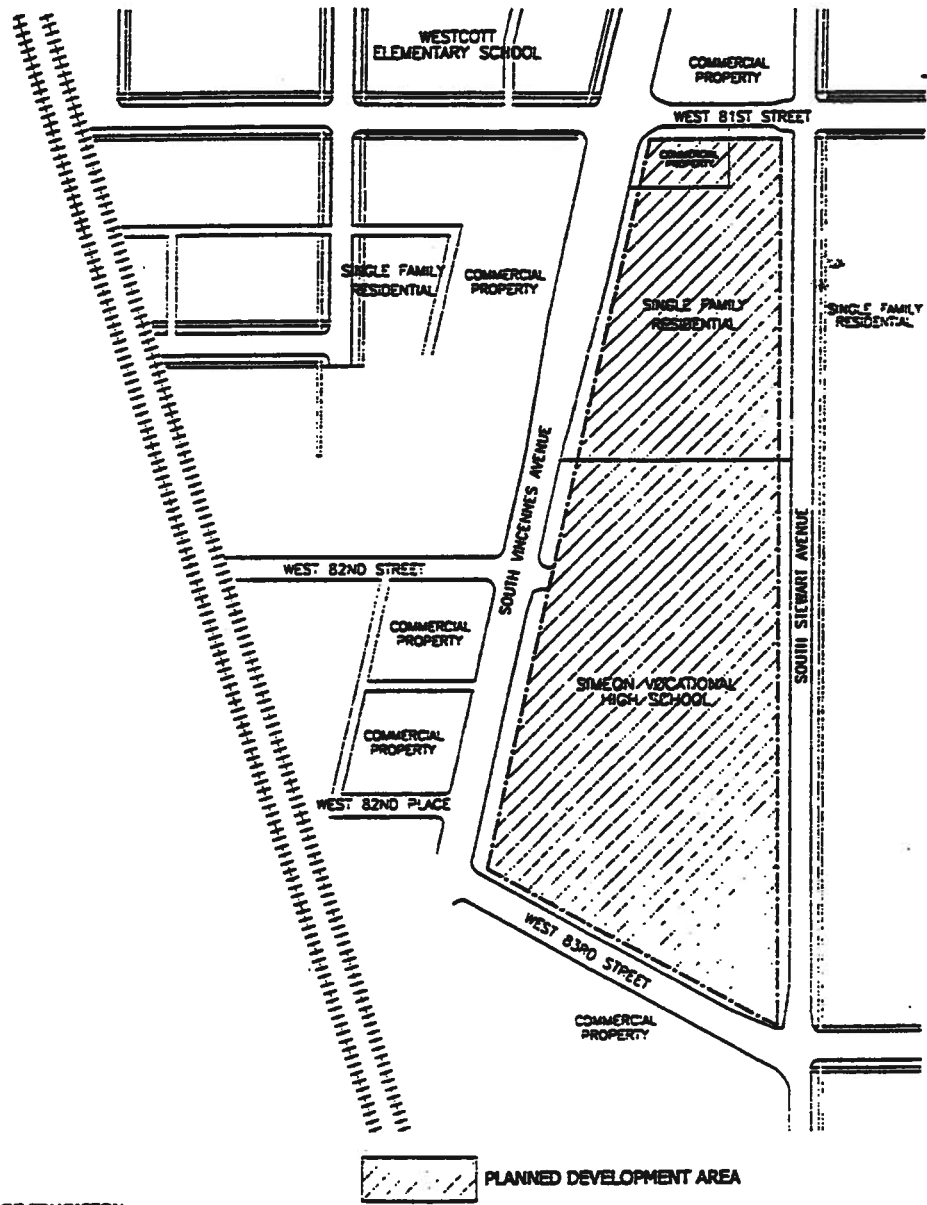 WESTCOTT
ELEMENTARY SCHOOL
COMMERCIAL
PROPERTY
WEST 81ST STREET
COMMERCIAL
PROPERTY
SINGLE FAMILY
RESIDENTIAL
COMMERCIAL
PROPERTY
SINGLE FAMILY
RESIDENTIAL
SINGLE FAMILY
RESIDENTIAL
SOUTH VINCENNES AVENUE
WEST 82ND STREET
COMMERCIAL
PROPERTY
SIMEON VOCATIONAL
HIGH SCHOOL
SOUTH STEWART AVENUE
COMMERCIAL
PROPERTY
WEST 82ND PLACE
WEST 83RD STREET
COMMERCIAL
PROPERTY
PLANNED DEVELOPMENT AREA